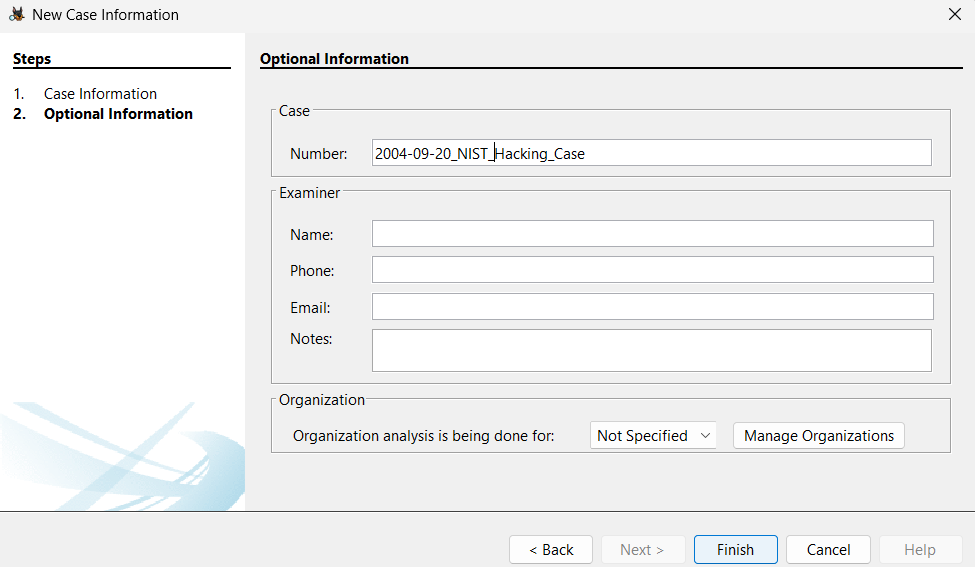 New Case Information
Steps
1. Case Information
2. Optional Information
Optional Information
Case
Number: 2004-09-20_NIST_Hacking_Case
Examiner
Name:
Phone:
Email:
Notes:
Organization
Organization analysis is being done for: Not Specified Manage Organizations
< Back Next > Finish Cancel Help